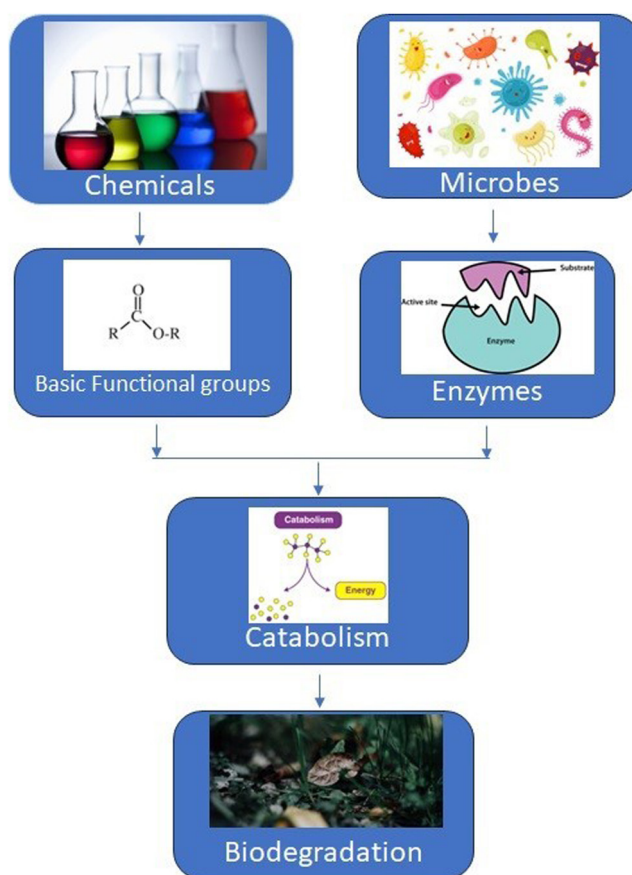 Chemicals
Microbes
O
R
C
O-R
Basic Functional groups
Substrate
Active site
Enzyme
Enzymes
Catabolism
Energy
Catabolism
Biodegradation